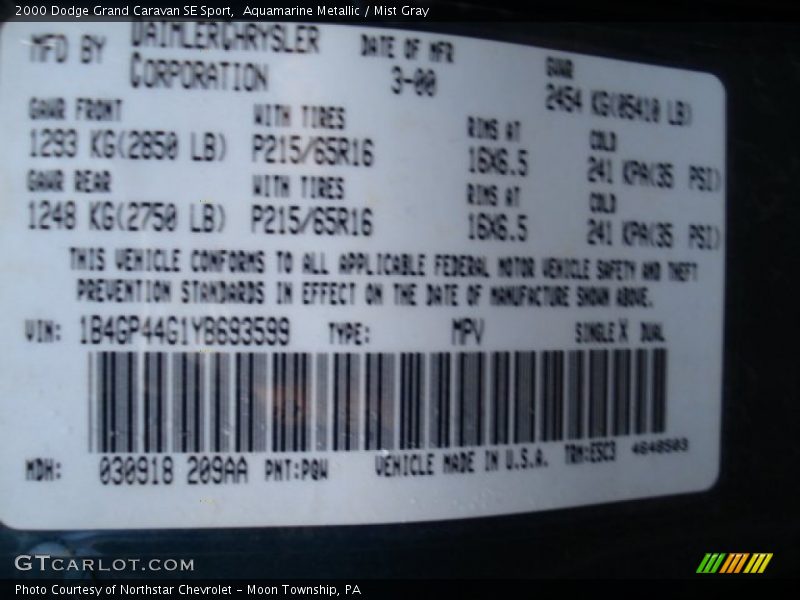 2000 Dodge Grand Caravan SE Sport, Aquamarine Metallic / Mist Gray
MFD BY DAIMLERCHRYSLER CORPORATION DATE OF MFR 3-00 GVWR 2454 KG(05410 LB)
GAWR FRONT WITH TIRES RIMS AT COLD
1293 KG(2850 LB) P215/65R16 16X6.5 241 KPA(35 PSI)
GAWR REAR WITH TIRES RIMS AT COLD
1248 KG(2750 LB) P215/65R16 16X6.5 241 KPA(35 PSI)
THIS VEHICLE CONFORMS TO ALL APPLICABLE FEDERAL MOTOR VEHICLE SAFETY AND THEFT
PREVENTION STANDARDS IN EFFECT ON THE DATE OF MANUFACTURE SHOWN ABOVE.
VIN: 1B4GP44G1YB693599 TYPE: MPV SINGLE X DUAL
MDH: 030918 209AA PNT:PQW VEHICLE MADE IN U.S.A. TRM:E5C3 4648503
GTCARLOT.COM
Photo Courtesy of Northstar Chevrolet - Moon Township, PA